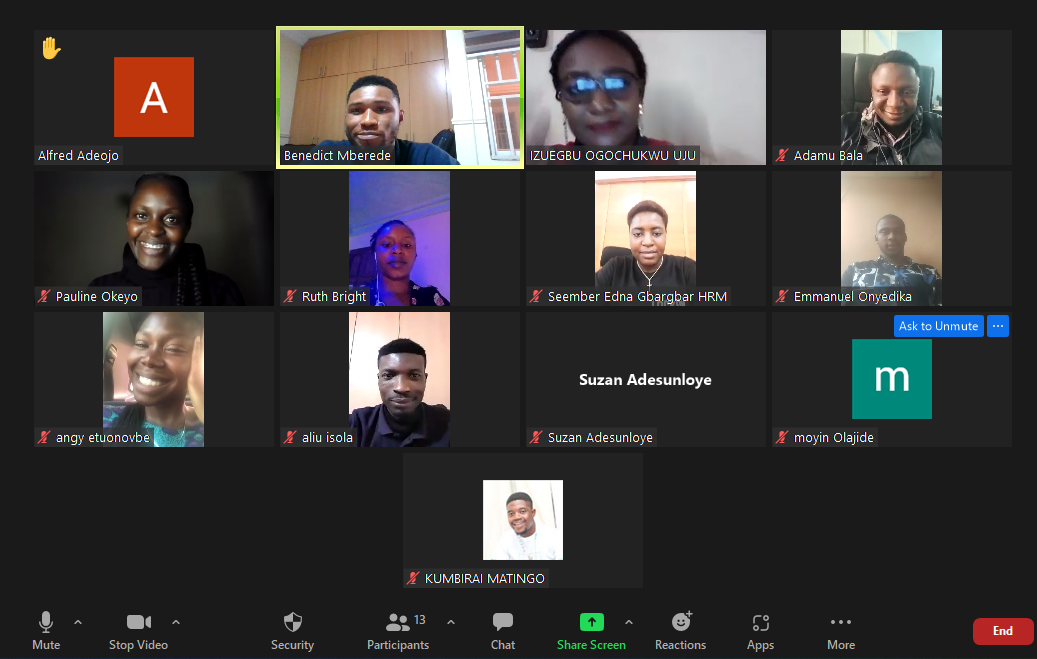 A
Alfred Adeojo
Benedict Mberede
IZUEGBU OGOCHUKWU UJU
Adamu Bala
Pauline Okeyo
Ruth Bright
Seember Edna Gbargbar HRM
Emmanuel Onyedika
angy etuonovbe
aliu isola
Suzan Adesunloye
Suzan Adesunloye
Ask to Unmute
m
moyin Olajide
KUMBIRAI MATINGO
Mute
Stop Video
Security
13
Participants
Chat
Share Screen
Reactions
Apps
More
End